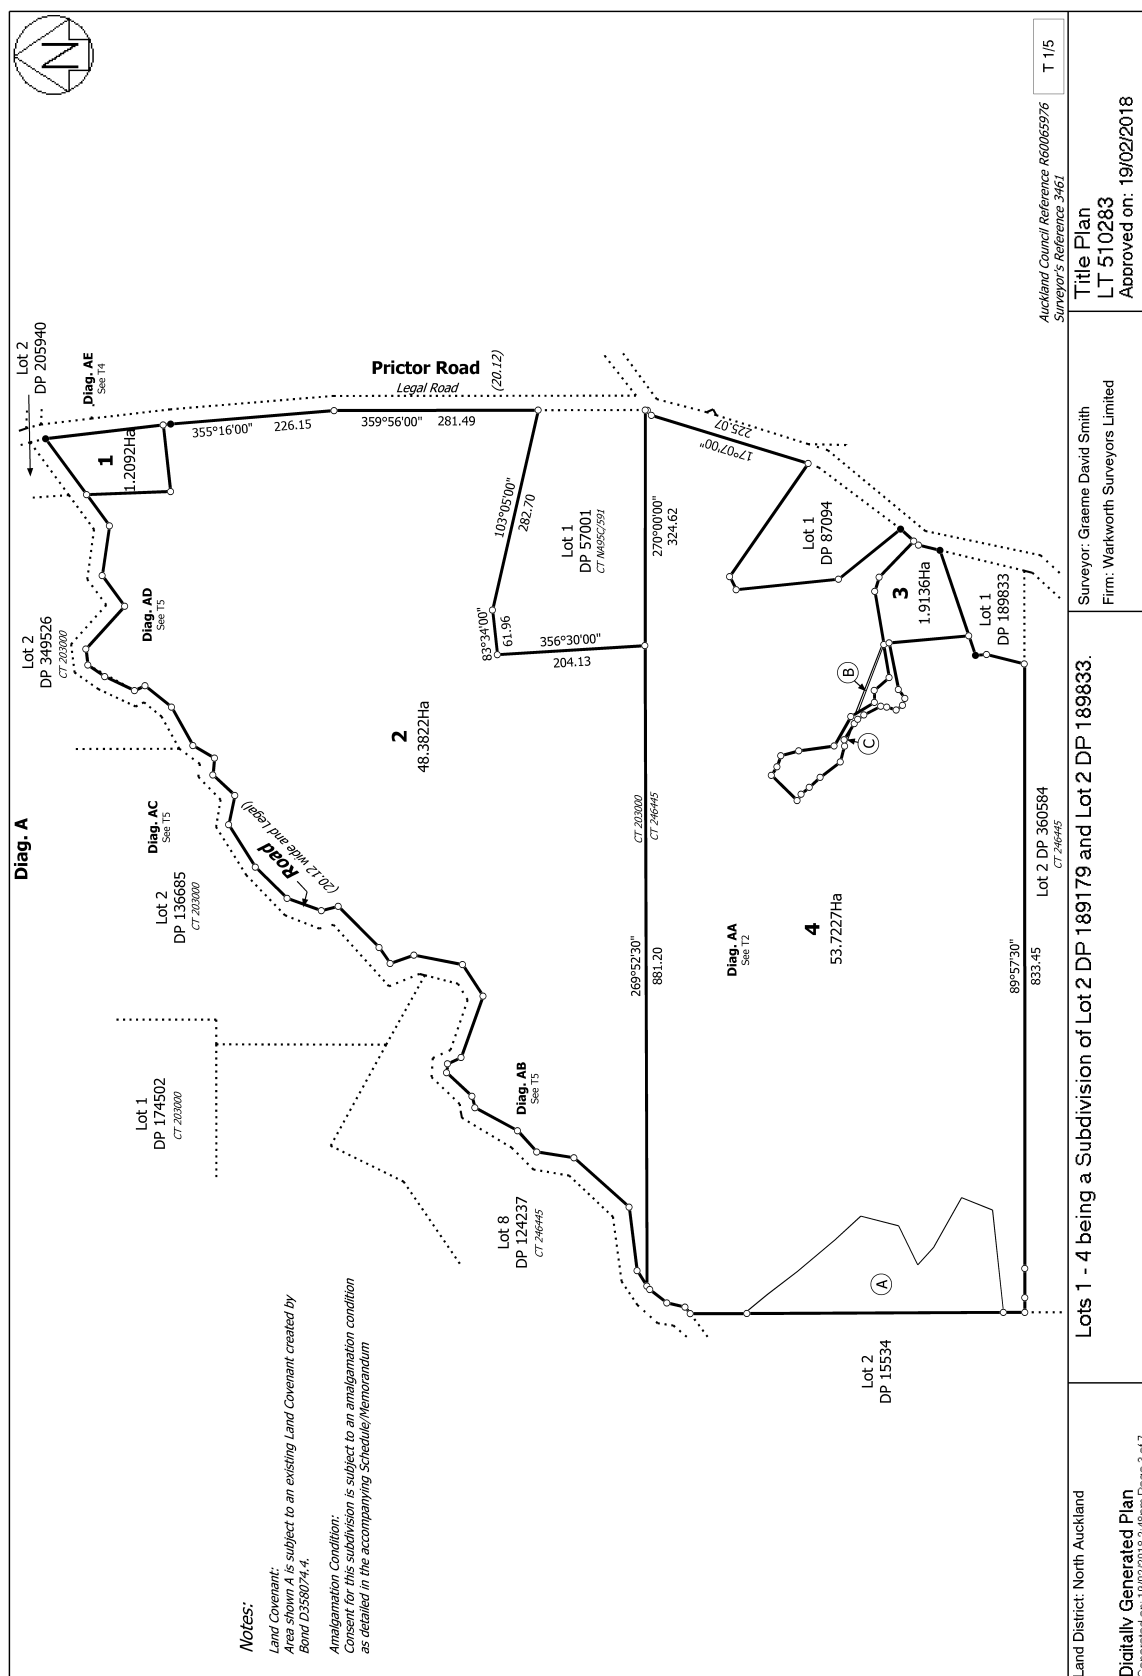 N
Diag. A
Lot 2
DP 205940
Diag. AE
See T4
Prictor Road
Legal Road
(20.12)
1
1.2092Ha
355°16'00"
226.15
359°56'00"
281.49
103°05'00"
282.70
Lot 1
DP 57001
CT NA95C/591
270°00'00"
324.62
83°34'00"
61.96
356°30'00"
204.13
17°07'00"
225.07
Lot 1
DP 87094
3
1.9136Ha
Lot 1
DP 189833
Lot 2
DP 349526
CT 203000
Diag. AD
See T5
2
48.3822Ha
B
C
Diag. AC
See T5
Lot 2
DP 136685
CT 203000
Road
(20.12 wide and Legal)
CT 203000
CT 246445
269°52'30"
881.20
Diag. AA
See T2
4
53.7227Ha
Lot 2 DP 360584
CT 246445
89°57'30"
833.45
Lot 1
DP 174502
CT 203000
Diag. AB
See T5
Lot 8
DP 124237
CT 246445
A
Lot 2
DP 15534
Notes:
Land Covenant:
Area shown A is subject to an existing Land Covenant created by
Bond D358074.4.
Amalgamation Condition:
Consent for this subdivision is subject to an amalgamation condition
as detailed in the accompanying Schedule/Memorandum
T 1/5
Auckland Council Reference R60065976
Surveyor's Reference 3461
Land District: North Auckland
Digitally Generated Plan
Generated on: 19/02/2018 2:48pm Page 3 of 7
Lots 1 - 4 being a Subdivision of Lot 2 DP 189179 and Lot 2 DP 189833.
Surveyor: Graeme David Smith
Firm: Warkworth Surveyors Limited
Title Plan
LT 510283
Approved on: 19/02/2018